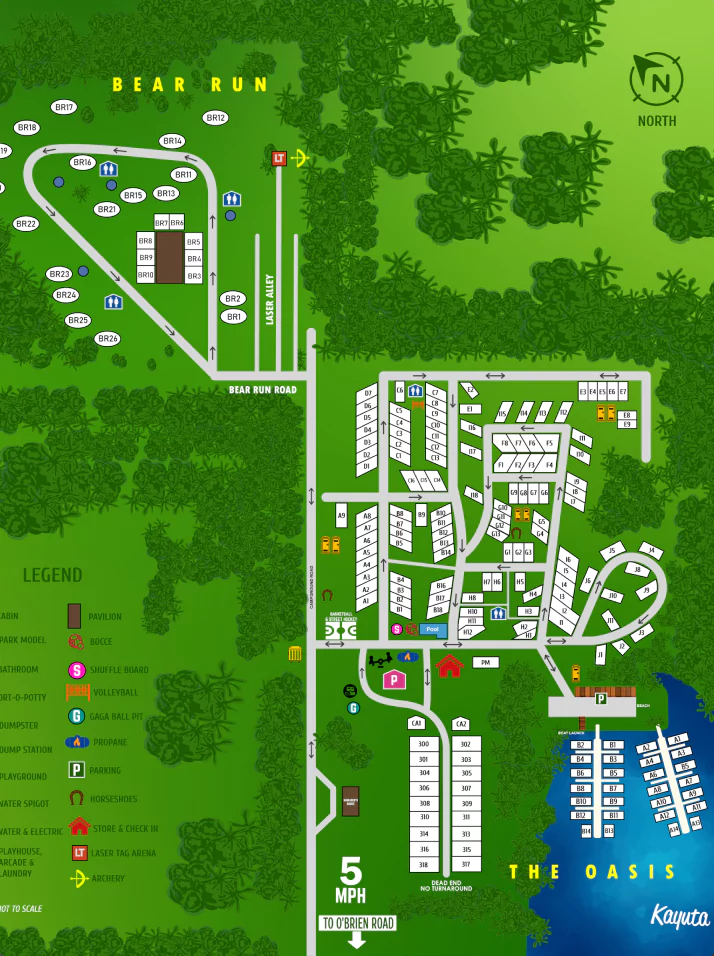 BEAR RUN
N
NORTH
BR17
BR12
BR18
BR14
19
BR16
LT
BR11
BR15
BR13
BR21
BR22
BR7 BR6
BR8
BR5
BR9
BR4
BR10
BR3
BR23
BR24
BR2
BR1
BR25
BR26
LASER ALLEY
BEAR RUN ROAD
D7
D6
D5
D4
D3
D2
D1
C6
C5
C4
C3
C2
C1
C7
C8
C9
C10
C11
C12
C13
C16 C15 C14
E2
E1
E3 E4 E5 E6 E7
E8
E9
I15 I14 I13 I12
I16
I17
I18
I11
I10
F8 F7 F6 F5
F1 F2 F3 F4
G9 G8 G7 G6
G10
G11
G12
G13
G5
G4
G1 G2 G3
I9
I8
I7
A9
A8
A7
A6
A5
A4
A3
A2
A1
B8
B7
B6
B5
B9
B10
B11
B12
B13
B14
B4
B3
B2
B1
B16
B17
B18
H7 H6
H5
H4
H8
H10
H11
H12
H3
H2
H1
I6
I5
I4
I3
I2
I1
J5
J4
J6
J8
J9
J11
J3
J2
J1
CAMPGROUND ROAD
BASKETBALL
& STREET HOCKEY
S
Pool
PM
P
G
CA1
CA2
300 302
301 303
304 305
306 307
308 309
310 311
314 313
316 315
318 317
DEAD END
NO TURNAROUND
P
BEACH
BOAT LAUNCH
B2 B1
B4 B3
B6 B5
B8 B7
B10 B9
B12 B11
B14 B13
A2 A1
A4 A3
A6 B5
A8 A7
A10 A9
A12 A11
A14 A13
THE OASIS
Kayuta
5
MPH
TO O'BRIEN ROAD
LEGEND
CABIN
PARK MODEL
BATHROOM
ORT-O-POTTY
DUMPSTER
DUMP STATION
PLAYGROUND
WATER SPIGOT
WATER & ELECTRIC
PLAYHOUSE,
ARCADE &
LAUNDRY
PAVILION
BOCCE
S SHUFFLE BOARD
VOLLEYBALL
G GAGA BALL PIT
PROPANE
P PARKING
HORSESHOES
STORE & CHECK IN
LT LASER TAG ARENA
ARCHERY
NOT TO SCALE